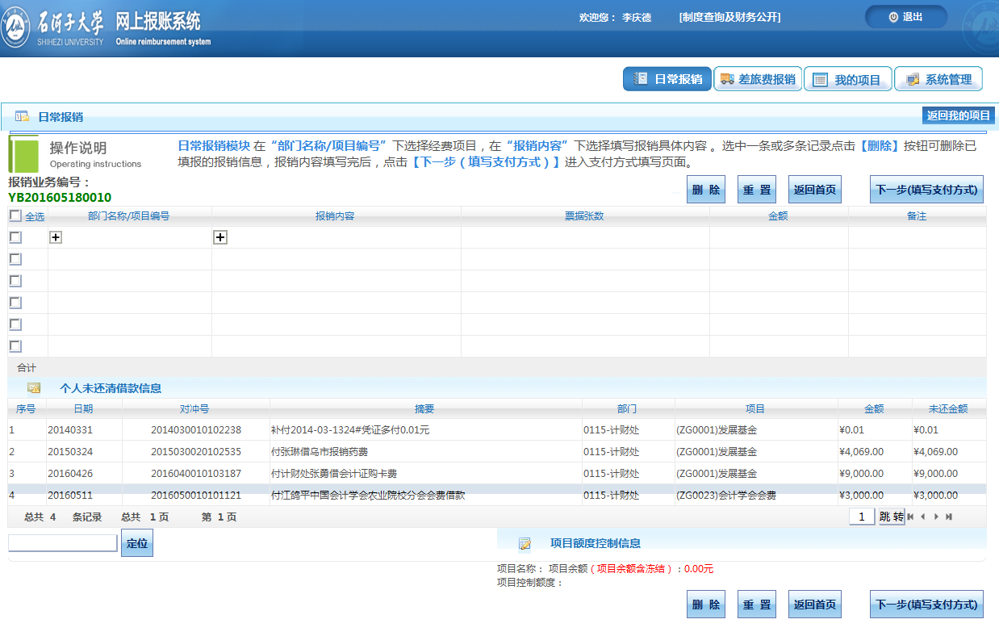 石河子大学 网上报账系统
SHIHEZI UNIVERSITY Online reimbursement system
欢迎您： 李庆德 [制度查询及财务公开] 退出
日常报销 差旅费报销 我的项目 系统管理
日常报销 返回我的项目
操作说明
Operating instructions
日常报销模块 在“部门名称/项目编号”下选择经费项目，在“报销内容”下选择填写报销具体内容 。选中一条或多条记录点击【删除】按钮可删除已
填报的报销信息，报销内容填写完后，点击【下一步（填写支付方式）】进入支付方式填写页面。
报销业务编号：
YB201605180010
删 除 重 置 返回首页 下一步(填写支付方式)
全选 部门名称/项目编号 报销内容 票据张数 金额 备注
合计
个人未还清借款信息
序号 日期 对冲号 摘要 部门 项目 金额 未还金额
1 20140331 2014030010102238 补付2014-03-1324#凭证多付0.01元 0115-计财处 (ZG0001)发展基金 ¥0.01 ¥0.01
2 20150324 2015030020102535 付张琳借乌市报销药费 0115-计财处 (ZG0001)发展基金 ¥4,069.00 ¥4,069.00
3 20160426 2016040010103187 付计财处张勇借会计证购卡费 0115-计财处 (ZG0001)发展基金 ¥9,000.00 ¥9,000.00
4 20160511 2016050010101121 付江鸽平中国会计学会农业院校分会会费借款 0115-计财处 (ZG0023)会计学会会费 ¥3,000.00 ¥3,000.00
总共 4 条记录 总共 1 页 第 1 页 1 跳 转
定位
项目额度控制信息
项目名称： 项目余额（项目余额含冻结）：0.00元
项目控制额度：
删 除 重 置 返回首页 下一步(填写支付方式)